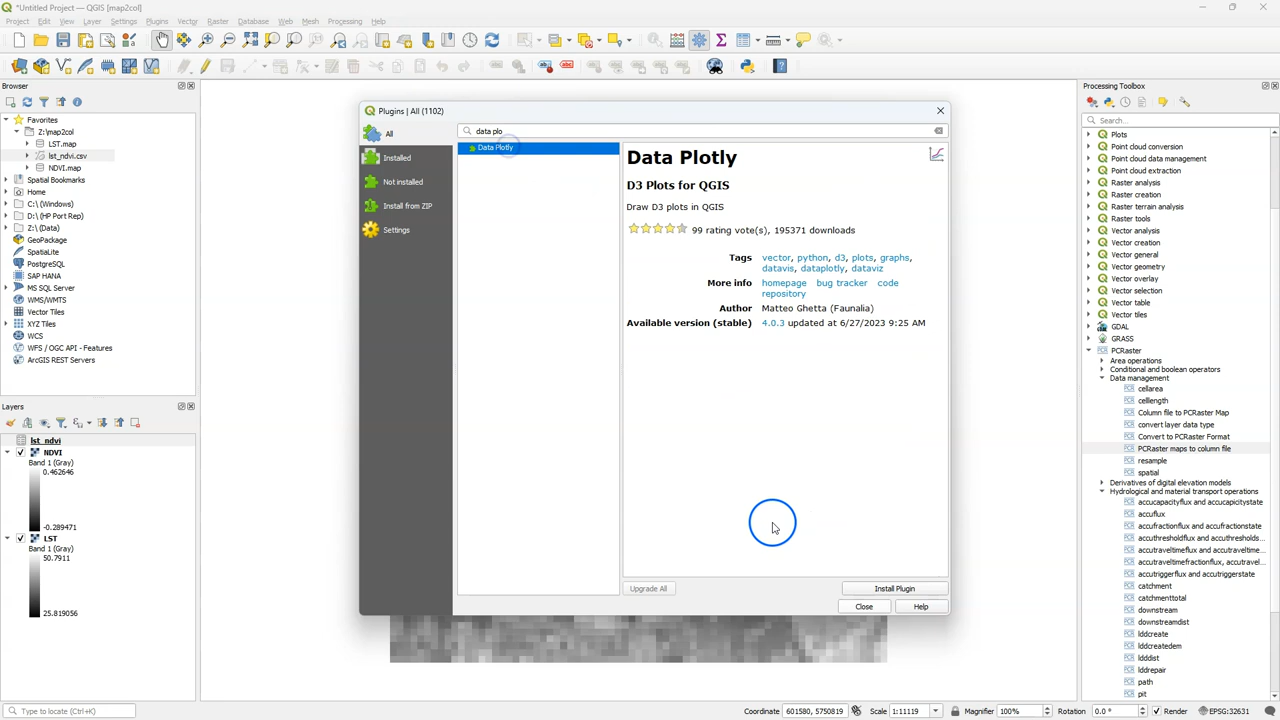 *Untitled Project — QGIS [map2col]
Project Edit View Layer Settings Plugins Vector Raster Database Web Mesh Processing Help
Browser
Favorites
Z:\map2col
LST.map
lst_ndvi.csv
NDVI.map
Spatial Bookmarks
Home
C:\ (Windows)
D:\ (HP Port Rep)
Z:\ (Data)
GeoPackage
SpatiaLite
PostgreSQL
SAP HANA
MS SQL Server
WMS/WMTS
Vector Tiles
XYZ Tiles
WCS
WFS / OGC API - Features
ArcGIS REST Servers
Layers
lst_ndvi
NDVI
Band 1 (Gray)
0.462646
-0.289471
LST
Band 1 (Gray)
50.7911
25.819056
Plugins | All (1102)
All
Installed
Not installed
Install from ZIP
Settings
data plo
Data Plotly
Data Plotly
D3 Plots for QGIS
Draw D3 plots in QGIS
99 rating vote(s), 195371 downloads
Tags vector, python, d3, plots, graphs,
datavis, dataplotly, dataviz
More info homepage bug tracker code
repository
Author Matteo Ghetta (Faunalia)
Available version (stable) 4.0.3 updated at 6/27/2023 9:25 AM
Upgrade All
Install Plugin
Close
Help
Processing Toolbox
Search...
Plots
Point cloud conversion
Point cloud data management
Point cloud extraction
Raster analysis
Raster creation
Raster terrain analysis
Raster tools
Vector analysis
Vector creation
Vector general
Vector geometry
Vector overlay
Vector selection
Vector table
Vector tiles
GDAL
GRASS
PCRaster
Area operations
Conditional and boolean operators
Data management
cellarea
celllength
Column file to PCRaster Map
convert layer data type
Convert to PCRaster Format
PCRaster maps to column file
resample
spatial
Derivatives of digital elevation models
Hydrological and material transport operations
accucapacityflux and accucapacitystate
accuflux
accufractionflux and accufractionstate
accuthresholdflux and accuthresholds...
accutraveltimeflux and accutraveltime...
accutraveltimefractionflux, accutravel...
accutriggerflux and accutriggerstate
catchment
catchmenttotal
downstream
downstreamdist
lddcreate
lddcreatedem
ldddist
lddrepair
path
pit
Type to locate (Ctrl+K)
Coordinate 601580, 5750819
Scale 1:11119
Magnifier 100%
Rotation 0.0 °
Render
EPSG:32631